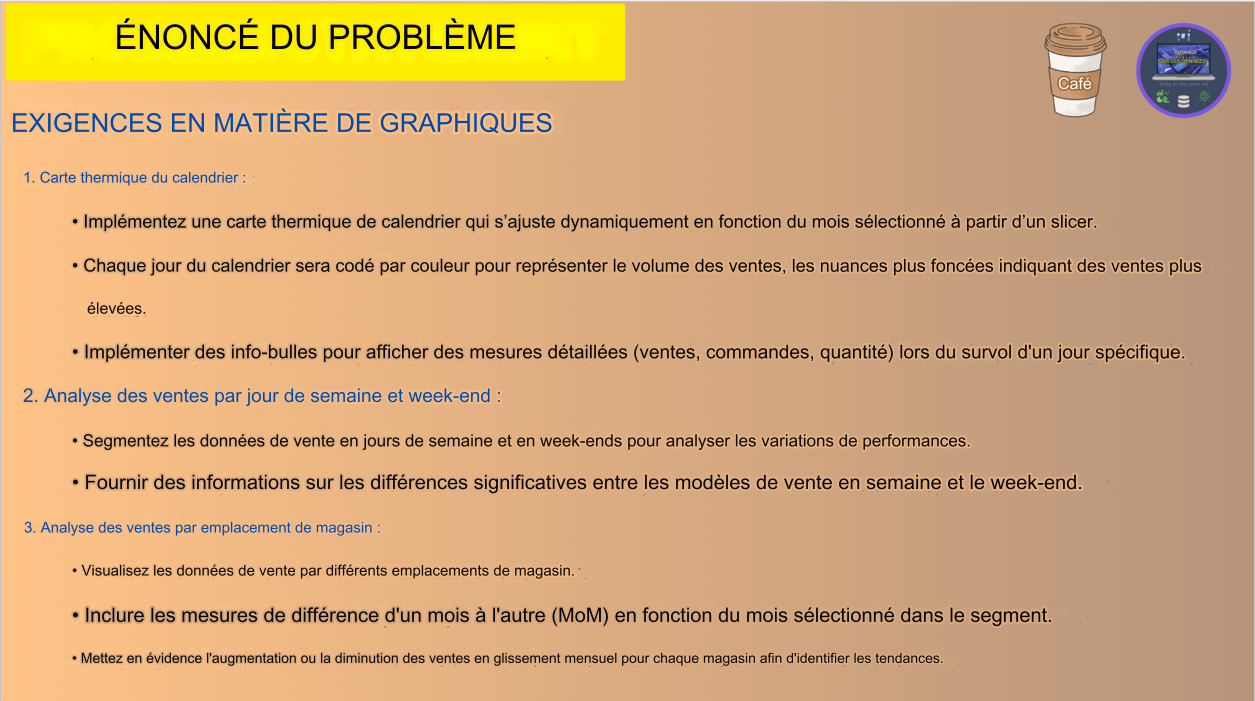 ÉNONCÉ DU PROBLÈME
Café
SUR LES DONNÉES
EXIGENCES EN MATIÈRE DE GRAPHIQUES
1. Carte thermique du calendrier :
• Implémentez une carte thermique de calendrier qui s’ajuste dynamiquement en fonction du mois sélectionné à partir d’un slicer.
• Chaque jour du calendrier sera codé par couleur pour représenter le volume des ventes, les nuances plus foncées indiquant des ventes plus
élevées.
• Implémenter des info-bulles pour afficher des mesures détaillées (ventes, commandes, quantité) lors du survol d'un jour spécifique.
2. Analyse des ventes par jour de semaine et week-end :
• Segmentez les données de vente en jours de semaine et en week-ends pour analyser les variations de performances.
• Fournir des informations sur les différences significatives entre les modèles de vente en semaine et le week-end.
3. Analyse des ventes par emplacement de magasin :
• Visualisez les données de vente par différents emplacements de magasin.
• Inclure les mesures de différence d'un mois à l'autre (MoM) en fonction du mois sélectionné dans le segment.
• Mettez en évidence l'augmentation ou la diminution des ventes en glissement mensuel pour chaque magasin afin d'identifier les tendances.